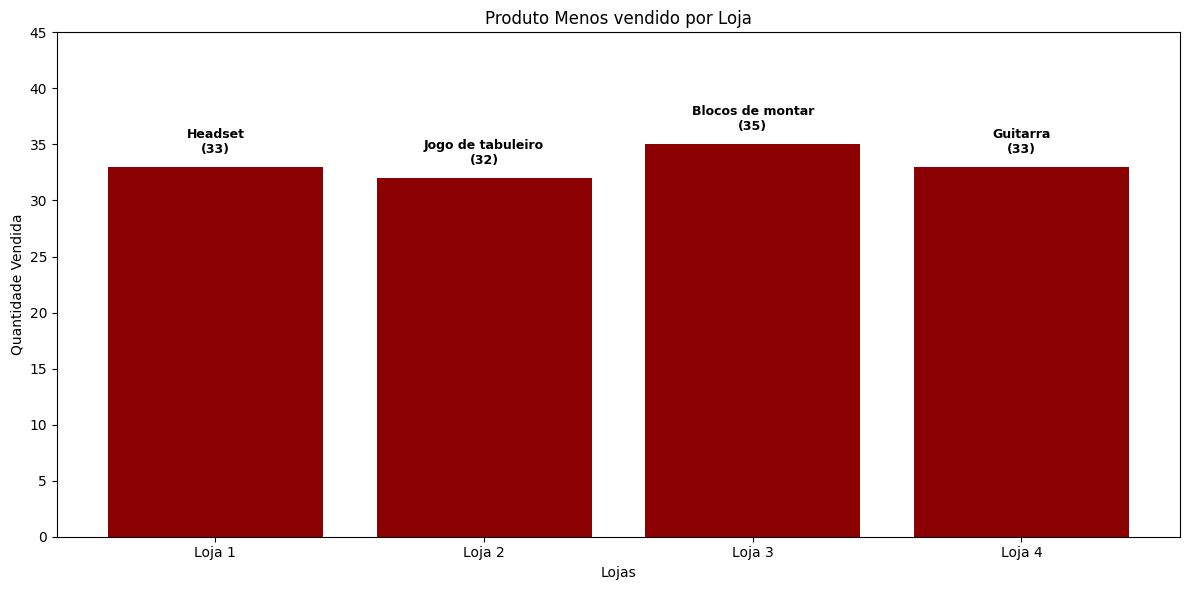 Produto Menos vendido por Loja
Quantidade Vendida
45
40
35
30
25
20
15
10
5
0
Headset
(33)
Jogo de tabuleiro
(32)
Blocos de montar
(35)
Guitarra
(33)
Loja 1
Loja 2
Loja 3
Loja 4
Lojas